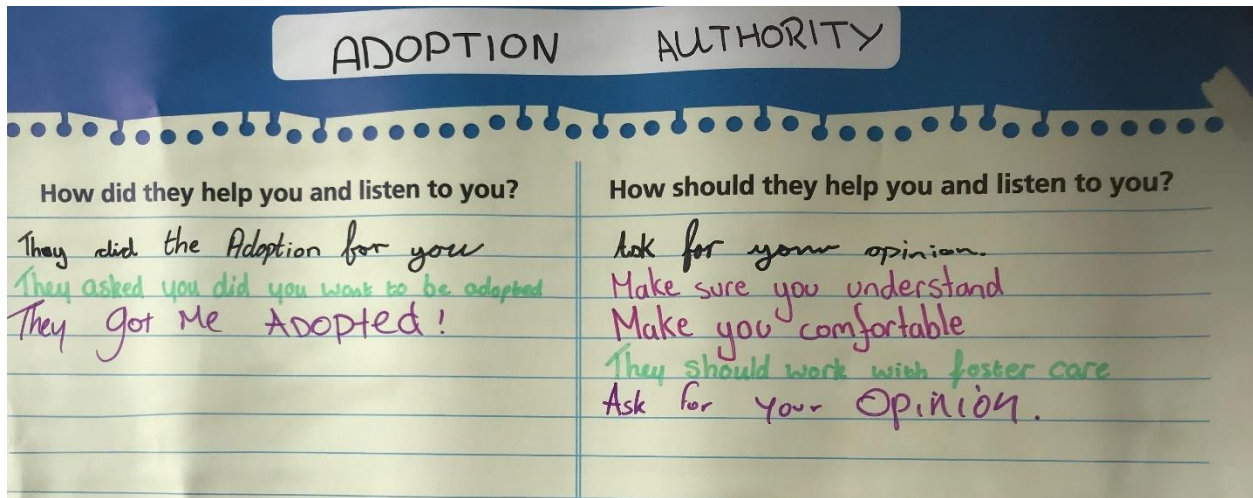 ADOPTION AUTHORITY
How did they help you and listen to you?
They did the Adoption for you
They asked you did you want to be adopted
They Got Me ADOPted!
How should they help you and listen to you?
Ask for your opinion.
Make sure you understand
Make you comfortable
They should work with foster care
Ask for your Opinion.